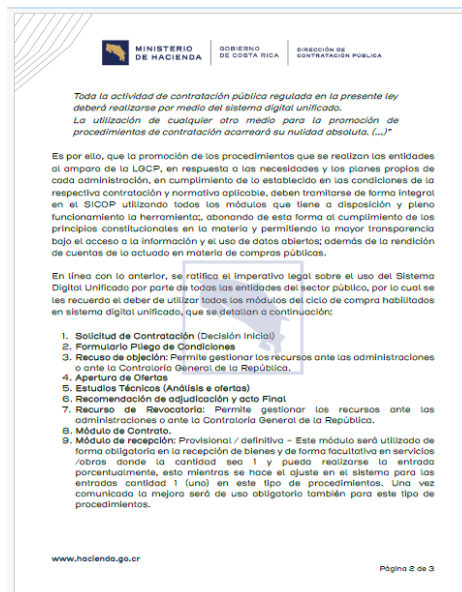 MINISTERIO
DE HACIENDA
GOBIERNO
DE COSTA RICA
DIRECCIÓN DE
CONTRATACIÓN PÚBLICA
Toda la actividad de contratación pública regulada en la presente ley
deberá realizarse por medio del sistema digital unificado.
La utilización de cualquier otro medio para la promoción de
procedimientos de contratación acarreará su nulidad absoluta. (...)"
Es por ello, que la promoción de los procedimientos que se realizan las entidades
al amparo de la LGCP, en respuesta a las necesidades y los planes propios de
cada administración, en cumplimiento de lo establecido en las condiciones de la
respectiva contratación y normativa aplicable, deben tramitarse de forma integral
en el SICOP utilizando todos los módulos que tiene a disposición y pleno
funcionamiento la herramienta; abonando de esta forma al cumplimiento de los
principios constitucionales en la materia y permitiendo la mayor transparencia
bajo el acceso a la información y el uso de datos abiertos; además de la rendición
de cuentas de lo actuado en materia de compras públicas.
En línea con lo anterior, se ratifica el imperativo legal sobre el uso del Sistema
Digital Unificado por parte de todas las entidades del sector público, por lo cual se
les recuerda el deber de utilizar todos los módulos del ciclo de compra habilitados
en sistema digital unificado, que se detallan a continuación:
1. Solicitud de Contratación (Decisión Inicial)
2. Formulario Pliego de Condiciones
3. Recuso de objeción: Permite gestionar los recursos ante las administraciones
o ante la Contraloría General de la República.
4. Apertura de Ofertas
5. Estudios Técnicos (Análisis e ofertas)
6. Recomendación de adjudicación y acto Final
7. Recurso de Revocatoria: Permite gestionar los recursos ante las
administraciones o ante la Contraloría General de la República.
8. Módulo de Contrato.
9. Módulo de recepción: Provisional / definitiva – Este módulo será utilizado de
forma obligatoria en la recepción de bienes y de forma facultativa en servicios
/obras donde la cantidad sea 1 y pueda realizarse la entrada
porcentualmente, esto mientras se hace el ajuste en el sistema para las
entradas cantidad 1 (uno) en este tipo de procedimientos. Una vez
comunicada la mejora será de uso obligatorio también para este tipo de
procedimientos.
www.hacienda.go.cr
Página 2 de 3